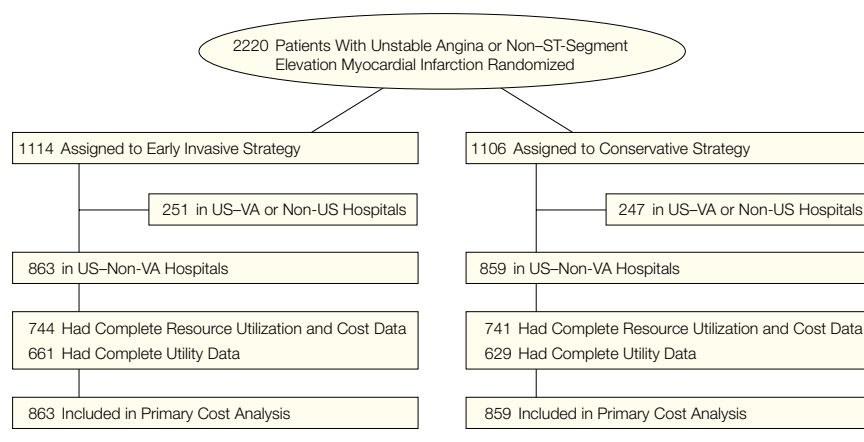 2220 Patients With Unstable Angina or Non–ST-Segment
Elevation Myocardial Infarction Randomized
1114 Assigned to Early Invasive Strategy
251 in US–VA or Non-US Hospitals
863 in US–Non-VA Hospitals
744 Had Complete Resource Utilization and Cost Data
661 Had Complete Utility Data
863 Included in Primary Cost Analysis
1106 Assigned to Conservative Strategy
247 in US–VA or Non-US Hospitals
859 in US–Non-VA Hospitals
741 Had Complete Resource Utilization and Cost Data
629 Had Complete Utility Data
859 Included in Primary Cost Analysis